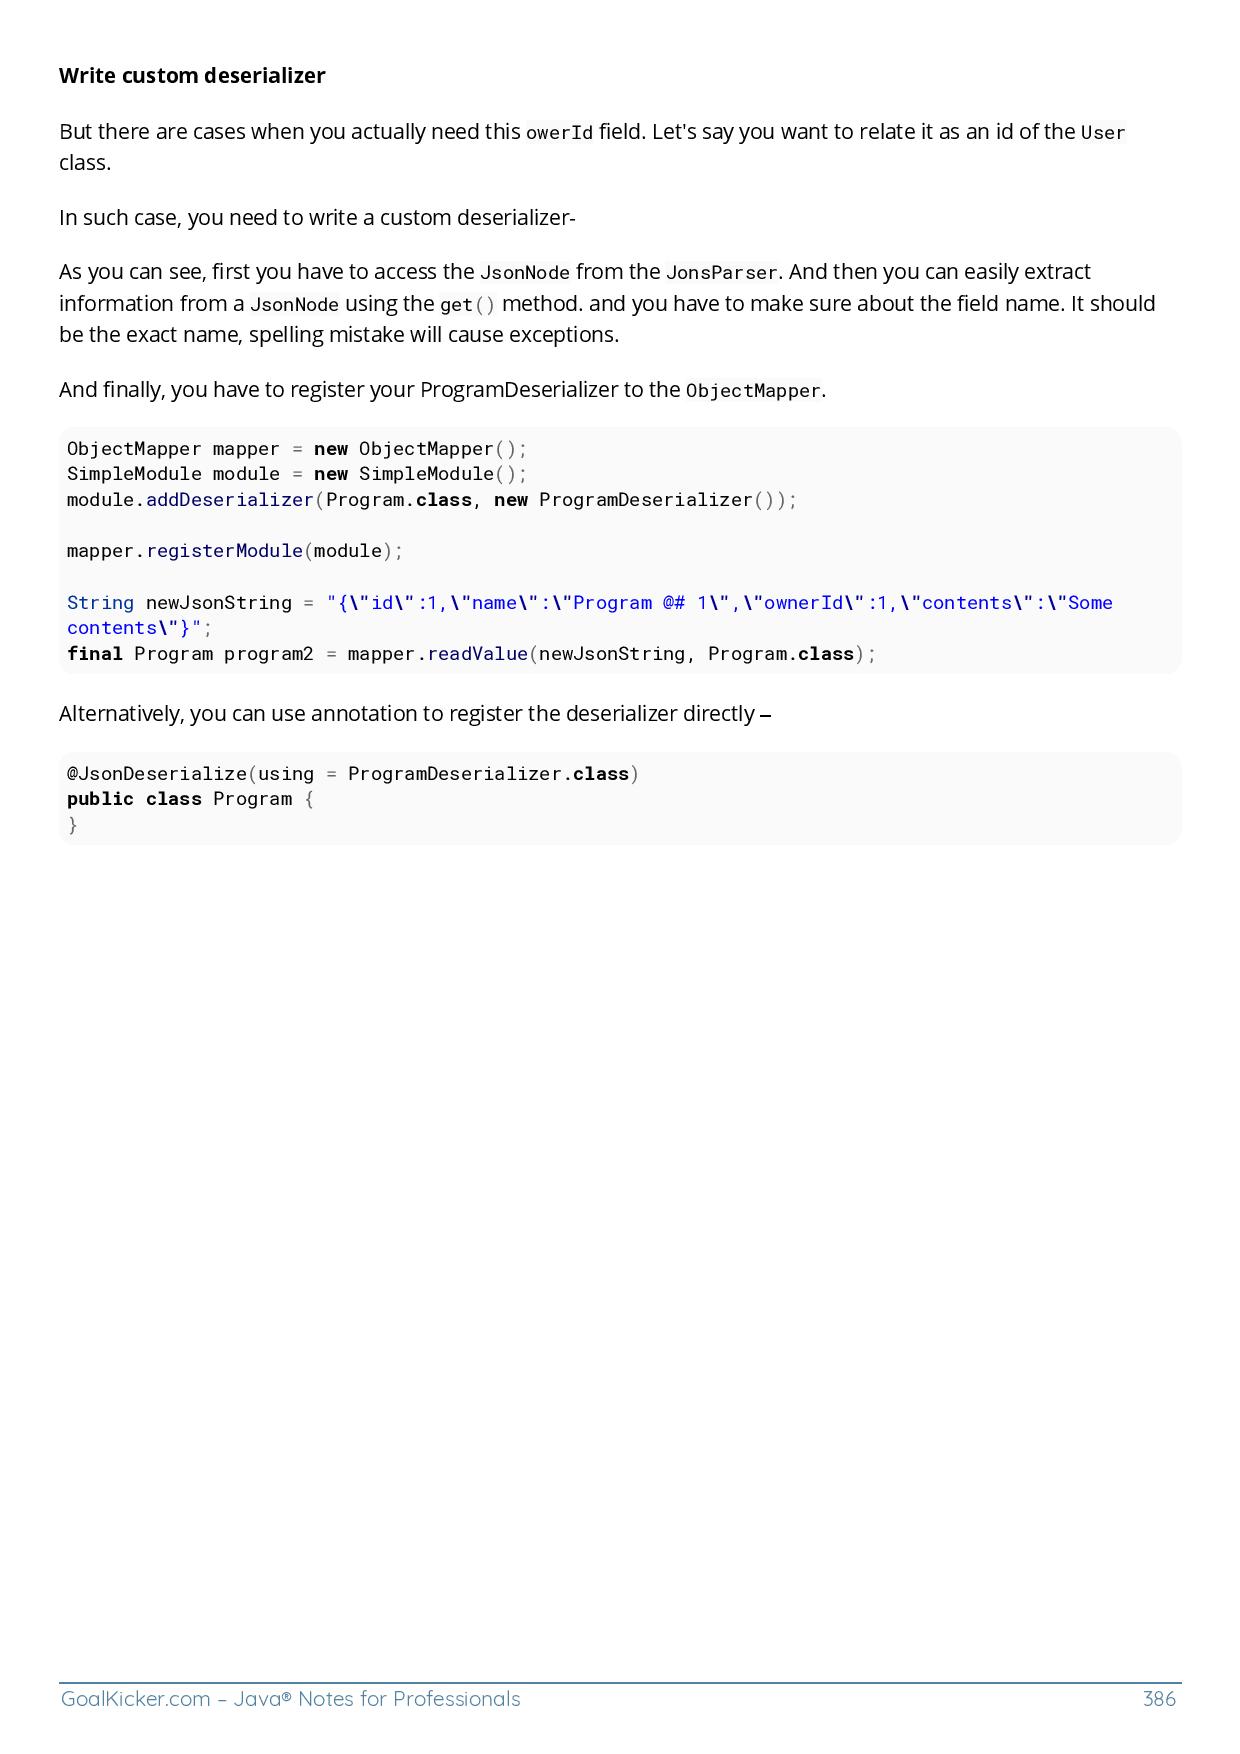 Write custom deserializer
But there are cases when you actually need this owerId field. Let's say you want to relate it as an id of the User
class.
In such case, you need to write a custom deserializer-
As you can see, first you have to access the JsonNode from the JonsParser. And then you can easily extract
information from a JsonNode using the get() method. and you have to make sure about the field name. It should
be the exact name, spelling mistake will cause exceptions.
And finally, you have to register your ProgramDeserializer to the ObjectMapper.
ObjectMapper mapper = new ObjectMapper();
SimpleModule module = new SimpleModule();
module.addDeserializer(Program.class, new ProgramDeserializer());
mapper.registerModule(module);
String newJsonString = "{\"id\":1,\"name\":\"Program @# 1\",\"ownerId\":1,\"contents\":\"Some
contents\"}";
final Program program2 = mapper.readValue(newJsonString, Program.class);
Alternatively, you can use annotation to register the deserializer directly –
@JsonDeserialize(using = ProgramDeserializer.class)
public class Program {
}
GoalKicker.com – Java® Notes for Professionals 386